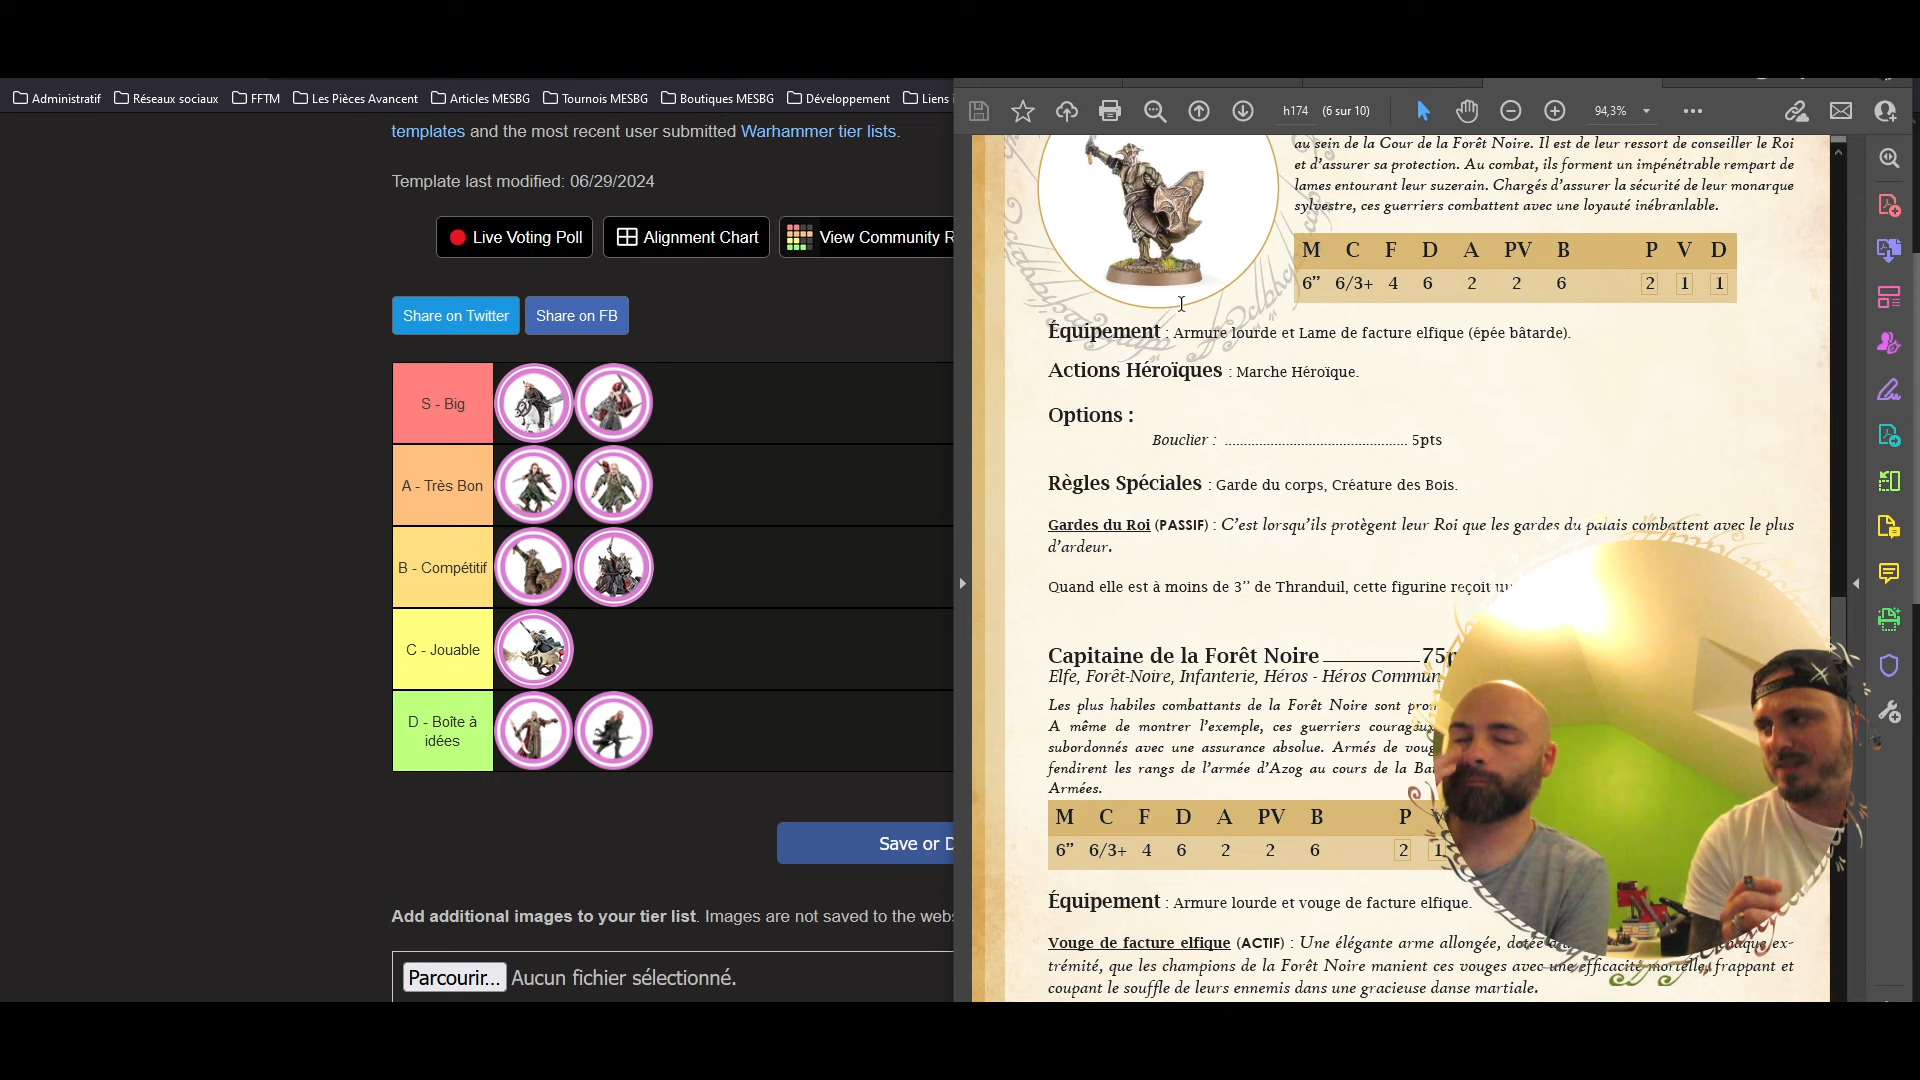 Administratif Réseaux sociaux FFTM Les Pièces Avancent Articles MESBG Tournois MESBG Boutiques MESBG Développement Liens
templates and the most recent user submitted Warhammer tier lists.
Template last modified: 06/29/2024
Live Voting Poll Alignment Chart View Community R
Share on Twitter Share on FB
S - Big
A - Très Bon
B - Compétitif
C - Jouable
D - Boîte à
idées
Save or D
Add additional images to your tier list. Images are not saved to the webs
Parcourir... Aucun fichier sélectionné.
h174 (6 sur 10) 94,3%
au sein de la Cour de la Forêt Noire. Il est de leur ressort de conseiller le Roi
et d'assurer sa protection. Au combat, ils forment un impénétrable rempart de
lames entourant leur suzerain. Chargés d'assurer la sécurité de leur monarque
sylvestre, ces guerriers combattent avec une loyauté inébranlable.
M C F D A PV B P V D
6" 6/3+ 4 6 2 2 6 2 1 1
Équipement : Armure lourde et Lame de facture elfique (épée bâtarde).
Actions Héroïques : Marche Héroïque.
Options :
Bouclier : ............................................. 5pts
Règles Spéciales : Garde du corps, Créature des Bois.
Gardes du Roi (PASSIF) : C'est lorsqu'ils protègent leur Roi que les gardes du palais combattent avec le plus
d'ardeur.
Quand elle est à moins de 3'' de Thranduil, cette figurine reçoit
Capitaine de la Forêt Noire 75p
Elfe, Forêt-Noire, Infanterie, Héros - Héros Commun
Les plus habiles combattants de la Forêt Noire sont
A même de montrer l'exemple, ces guerriers courageux
subordonnés avec une assurance absolue. Armés de voug
fendirent les rangs de l'armée d'Azog au cours de la
Armées.
M C F D A PV B P
6" 6/3+ 4 6 2 2 6 2 1
Équipement : Armure lourde et vouge de facture elfique.
Vouge de facture elfique (ACTIF) : Une élégante arme allongée, dotée ex-
trémité, que les champions de la Forêt Noire manient ces vouges avec une efficacité mortelle, frappant et
coupant le souffle de leurs ennemis dans une gracieuse danse martiale.